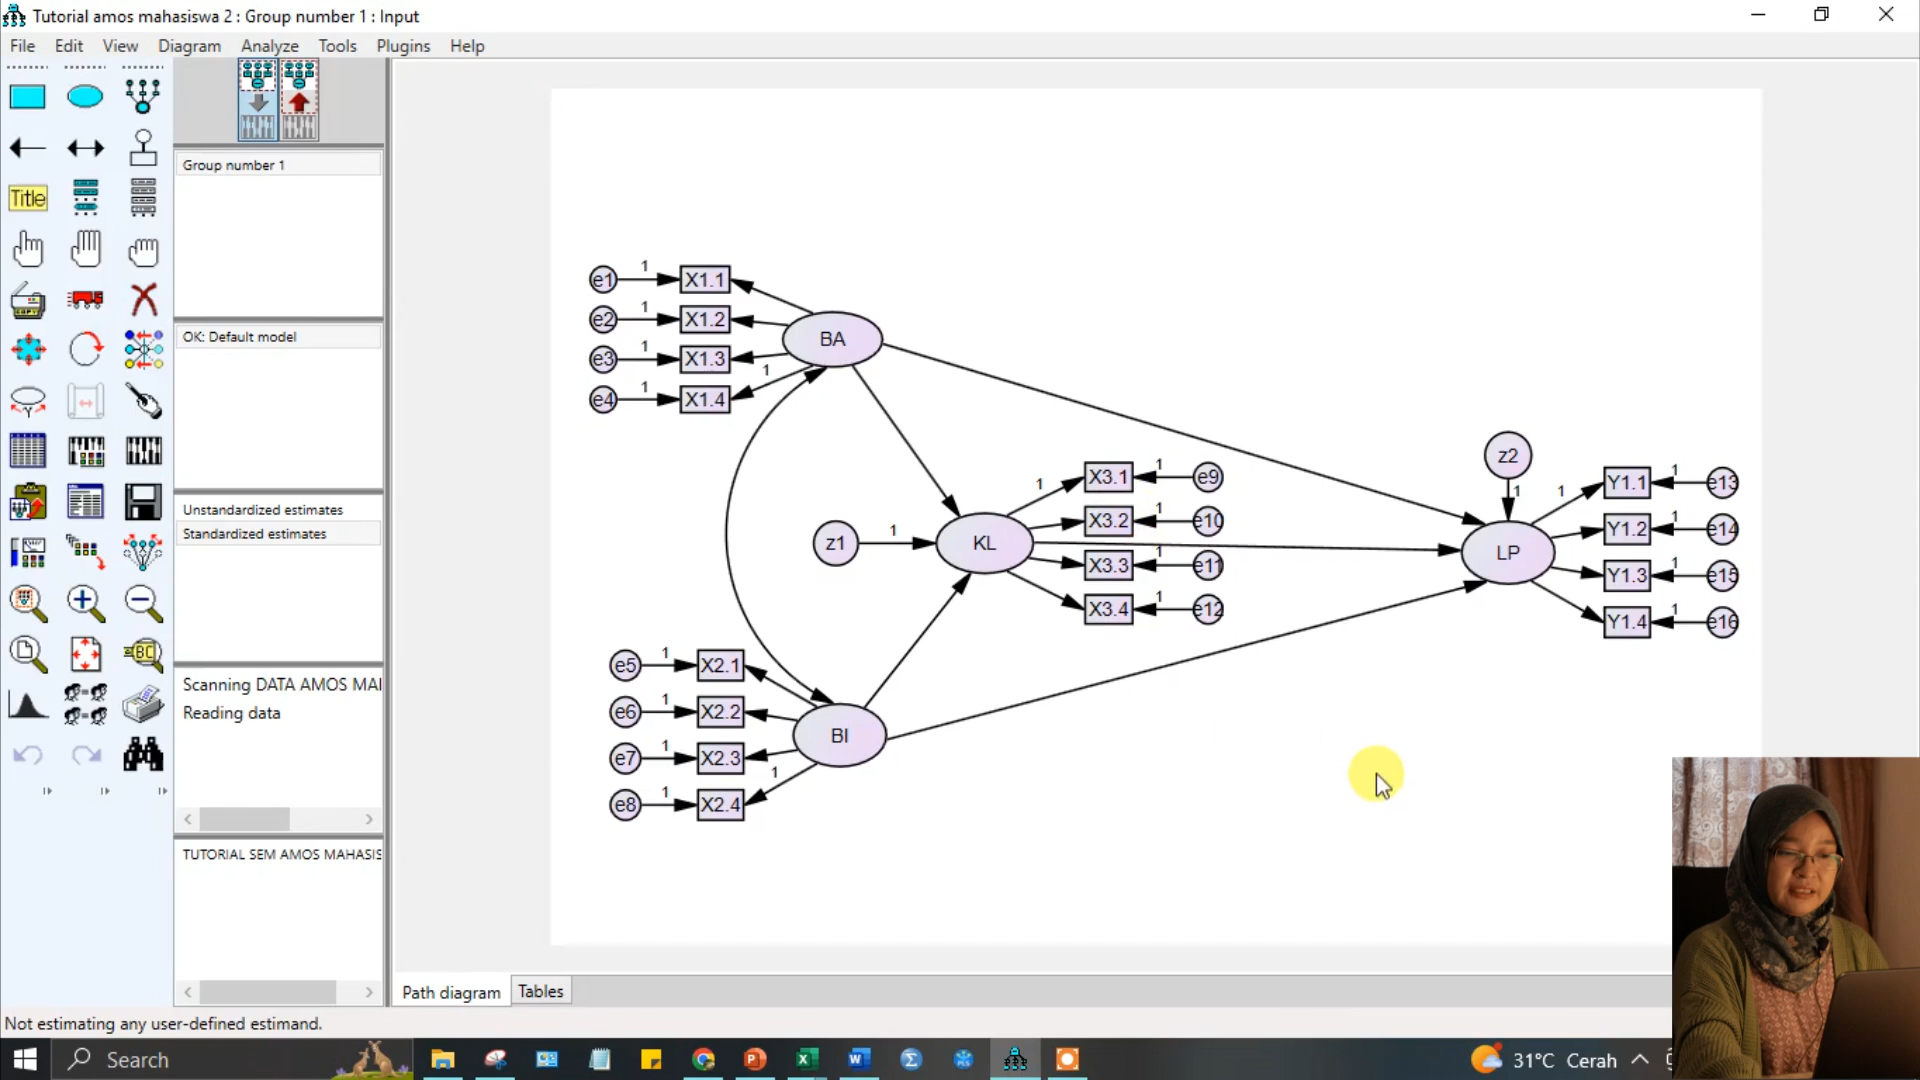 Tutorial amos mahasiswa 2 : Group number 1 : Input
File Edit View Diagram Analyze Tools Plugins Help
Title
Group number 1
OK: Default model
Unstandardized estimates
Standardized estimates
Scanning DATA AMOS MAI
Reading data
TUTORIAL SEM AMOS MAHASIS
e1 1 X1.1
e2 1 X1.2
e3 1 X1.3
e4 1 X1.4
1
BA
z1 1 KL
1 X3.1 1 e9
X3.2 1 e10
X3.3 1 e11
X3.4 1 e12
z2
1
LP
1 Y1.1 1 e13
Y1.2 1 e14
Y1.3 1 e15
Y1.4 1 e16
e5 1 X2.1
e6 1 X2.2
e7 1 X2.3
e8 1 X2.4
1
BI
Path diagram Tables
Not estimating any user-defined estimand.
Search
31°C Cerah